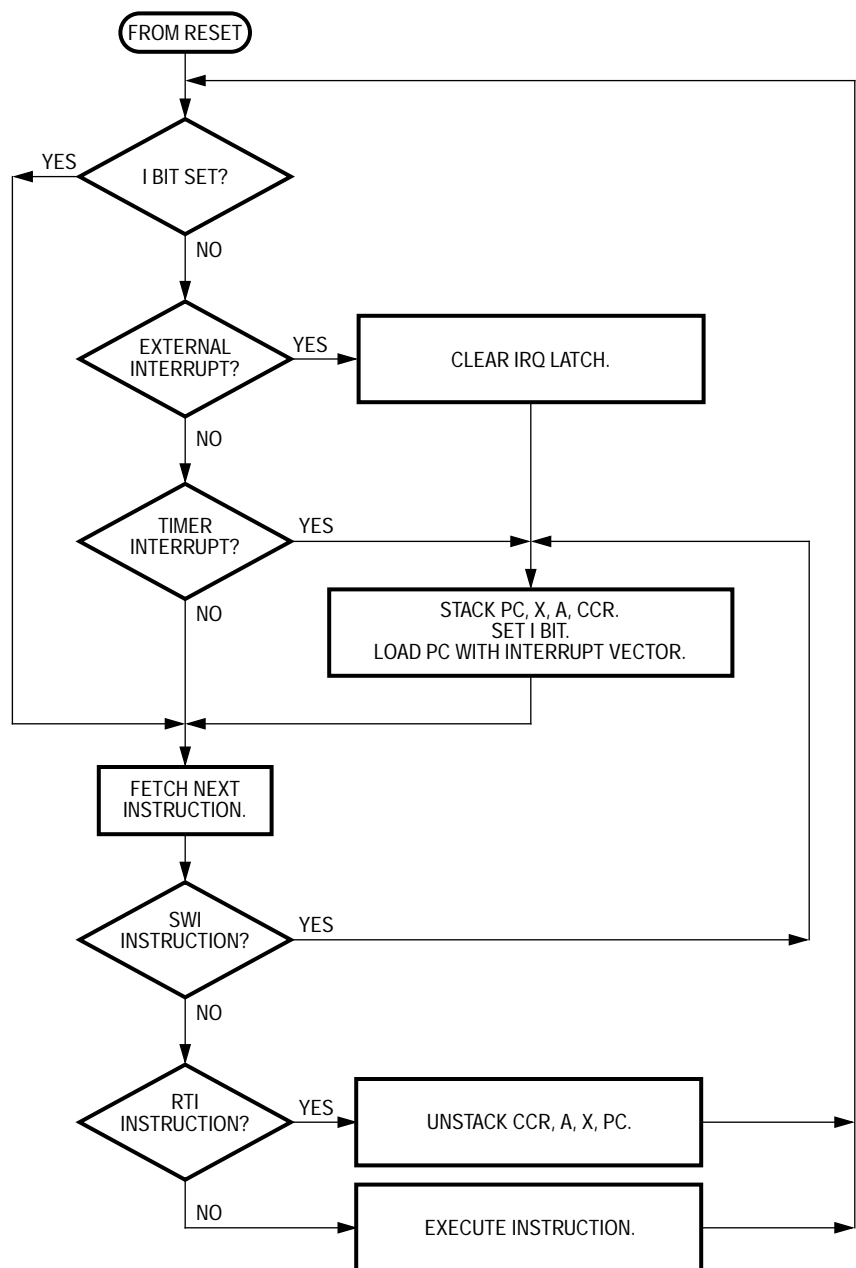 FROM RESET
YES
I BIT SET?
NO
EXTERNAL
INTERRUPT?
YES
CLEAR IRQ LATCH.
NO
TIMER
INTERRUPT?
YES
NO
STACK PC, X, A, CCR.
SET I BIT.
LOAD PC WITH INTERRUPT VECTOR.
FETCH NEXT
INSTRUCTION.
SWI
INSTRUCTION?
YES
NO
RTI
INSTRUCTION?
YES
UNSTACK CCR, A, X, PC.
NO
EXECUTE INSTRUCTION.